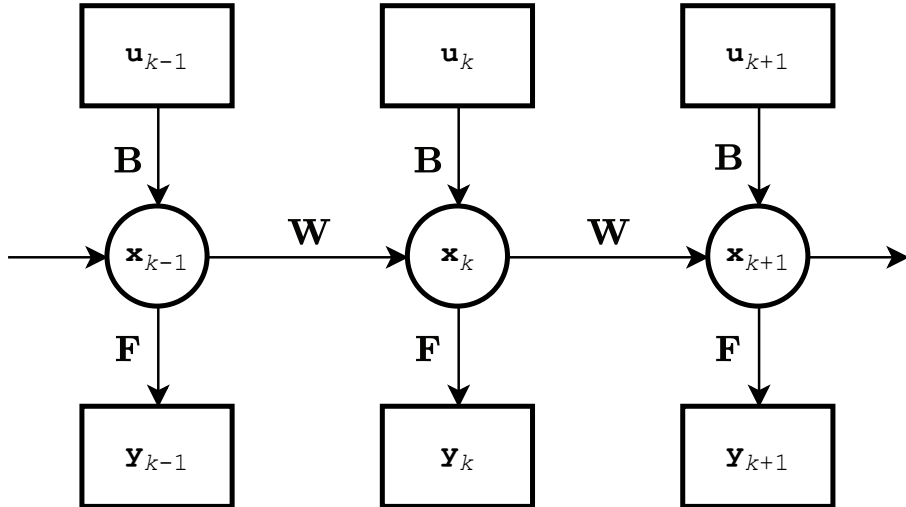 u_{k-1} u_k u_{k+1}
B B B
W W
x_{k-1} x_k x_{k+1}
F F F
y_{k-1} y_k y_{k+1}